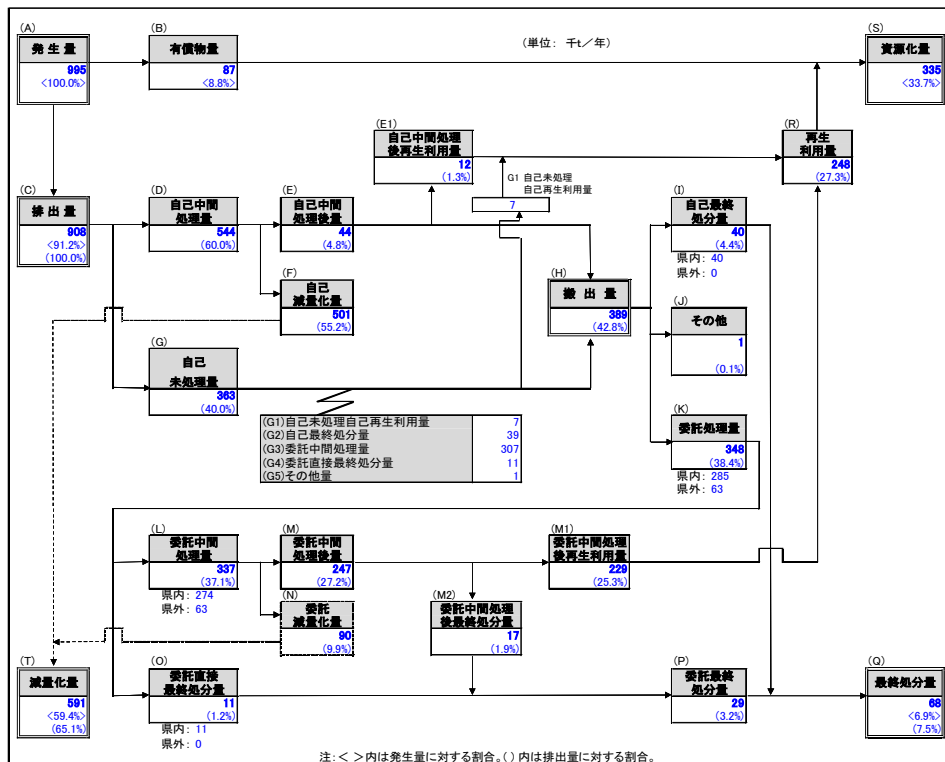 (A)
発生量
995
<100.0%>
(B)
有償物量
87
<8.8%>
(単位: 千t/年)
(S)
資源化量
335
<33.7%>
(E1)
自己中間処理
後再生利用量
12
(1.3%)
(R)
再生
利用量
248
(27.3%)
G1 自己未処理
自己再生利用量
7
(C)
排出量
908
<91.2%>
(100.0%)
(D)
自己中間
処理量
544
(60.0%)
(E)
自己中間
処理後量
44
(4.8%)
(I)
自己最終
処分量
40
(4.4%)
県内: 40
県外: 0
(F)
自己
減量化量
501
(55.2%)
(H)
搬出量
389
(42.8%)
(J)
その他
1
(0.1%)
(G)
自己
未処理量
363
(40.0%)
(G1)自己未処理自己再生利用量 7
(G2)自己最終処分量 39
(G3)委託中間処理量 307
(G4)委託直接最終処分量 11
(G5)その他量 1
(K)
委託処理量
348
(38.4%)
県内: 285
県外: 63
(L)
委託中間
処理量
337
(37.1%)
県内: 274
県外: 63
(M)
委託中間
処理後量
247
(27.2%)
(M1)
委託中間処理
後再生利用量
229
(25.3%)
(N)
委託
減量化量
90
(9.9%)
(M2)
委託中間処理
後最終処分量
17
(1.9%)
(T)
減量化量
591
<59.4%>
(65.1%)
(O)
委託直接
最終処分量
11
(1.2%)
県内: 11
県外: 0
(P)
委託最終
処分量
29
(3.2%)
(Q)
最終処分量
68
<6.9%>
(7.5%)
注:< >内は発生量に対する割合。( )内は排出量に対する割合。